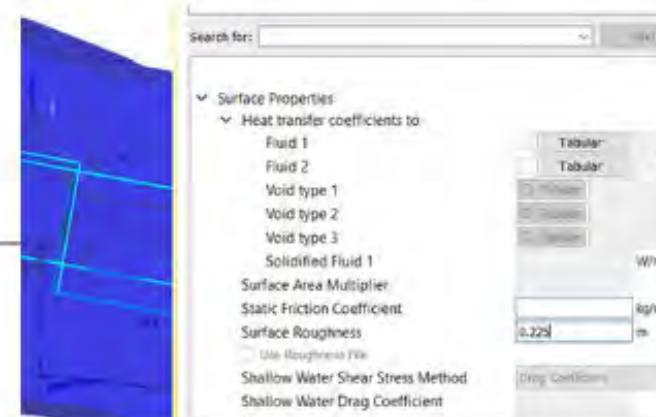 Search for:
Surface Properties
Heat transfer coefficients to
Fluid 1 Tabular
Fluid 2 Tabular
Void type 1
Void type 2
Void type 3
Solidified Fluid 1
Surface Area Multiplier
Static Friction Coefficient
Surface Roughness 0.225 m
Use Roughness File
Shallow Water Shear Stress Method Drag Coefficient
Shallow Water Drag Coefficient